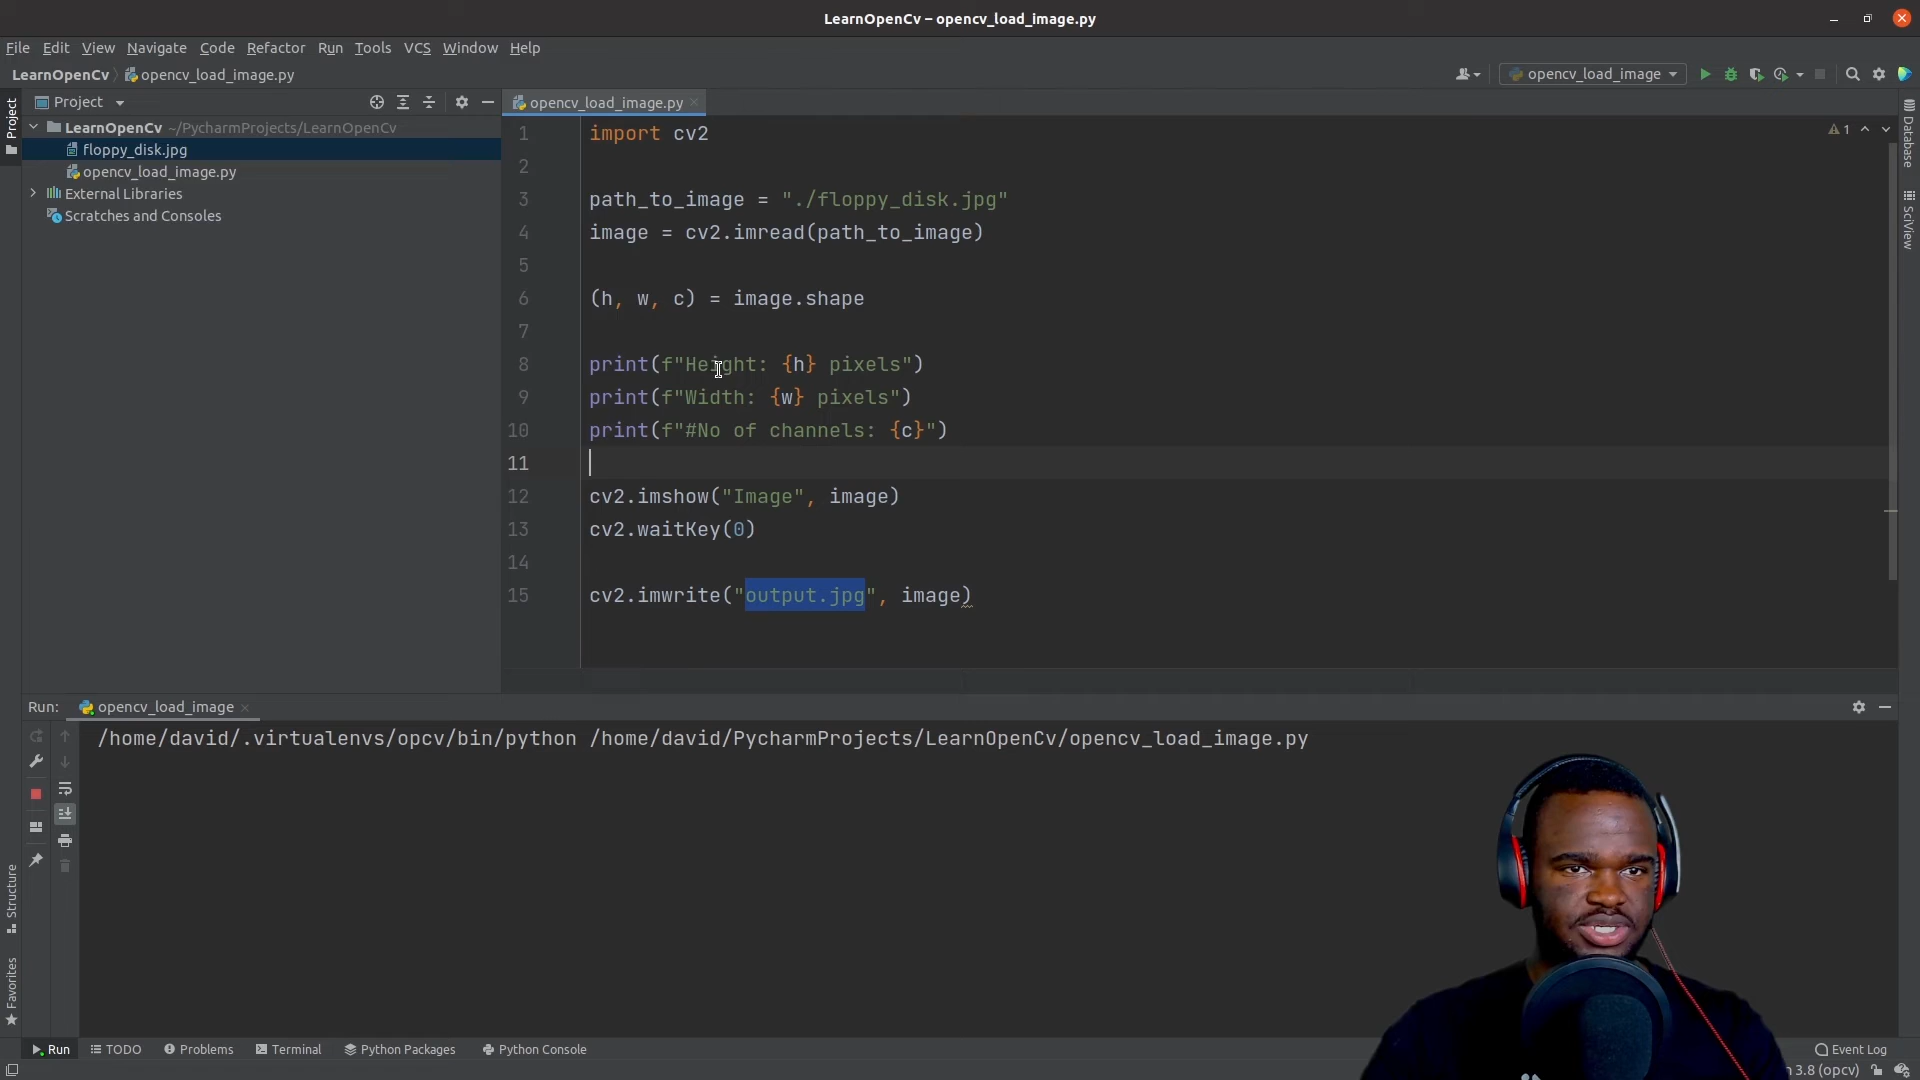 LearnOpenCv – opencv_load_image.py
File Edit View Navigate Code Refactor Run Tools VCS Window Help
LearnOpenCv opencv_load_image.py
opencv_load_image
Project
opencv_load_image.py
Project
LearnOpenCv ~/PycharmProjects/LearnOpenCv
floppy_disk.jpg
opencv_load_image.py
External Libraries
Scratches and Consoles
1 import cv2
2
3 path_to_image = "./floppy_disk.jpg"
4 image = cv2.imread(path_to_image)
5
6 (h, w, c) = image.shape
7
8 print(f"Height: {h} pixels")
9 print(f"Width: {w} pixels")
10 print(f"#No of channels: {c}")
11
12 cv2.imshow("Image", image)
13 cv2.waitKey(0)
14
15 cv2.imwrite("output.jpg", image)
1
Database
SciView
Run: opencv_load_image
/home/david/.virtualenvs/opcv/bin/python /home/david/PycharmProjects/LearnOpenCv/opencv_load_image.py
Structure
Favorites
Run TODO Problems Terminal Python Packages Python Console
Event Log
3.8 (opcv)